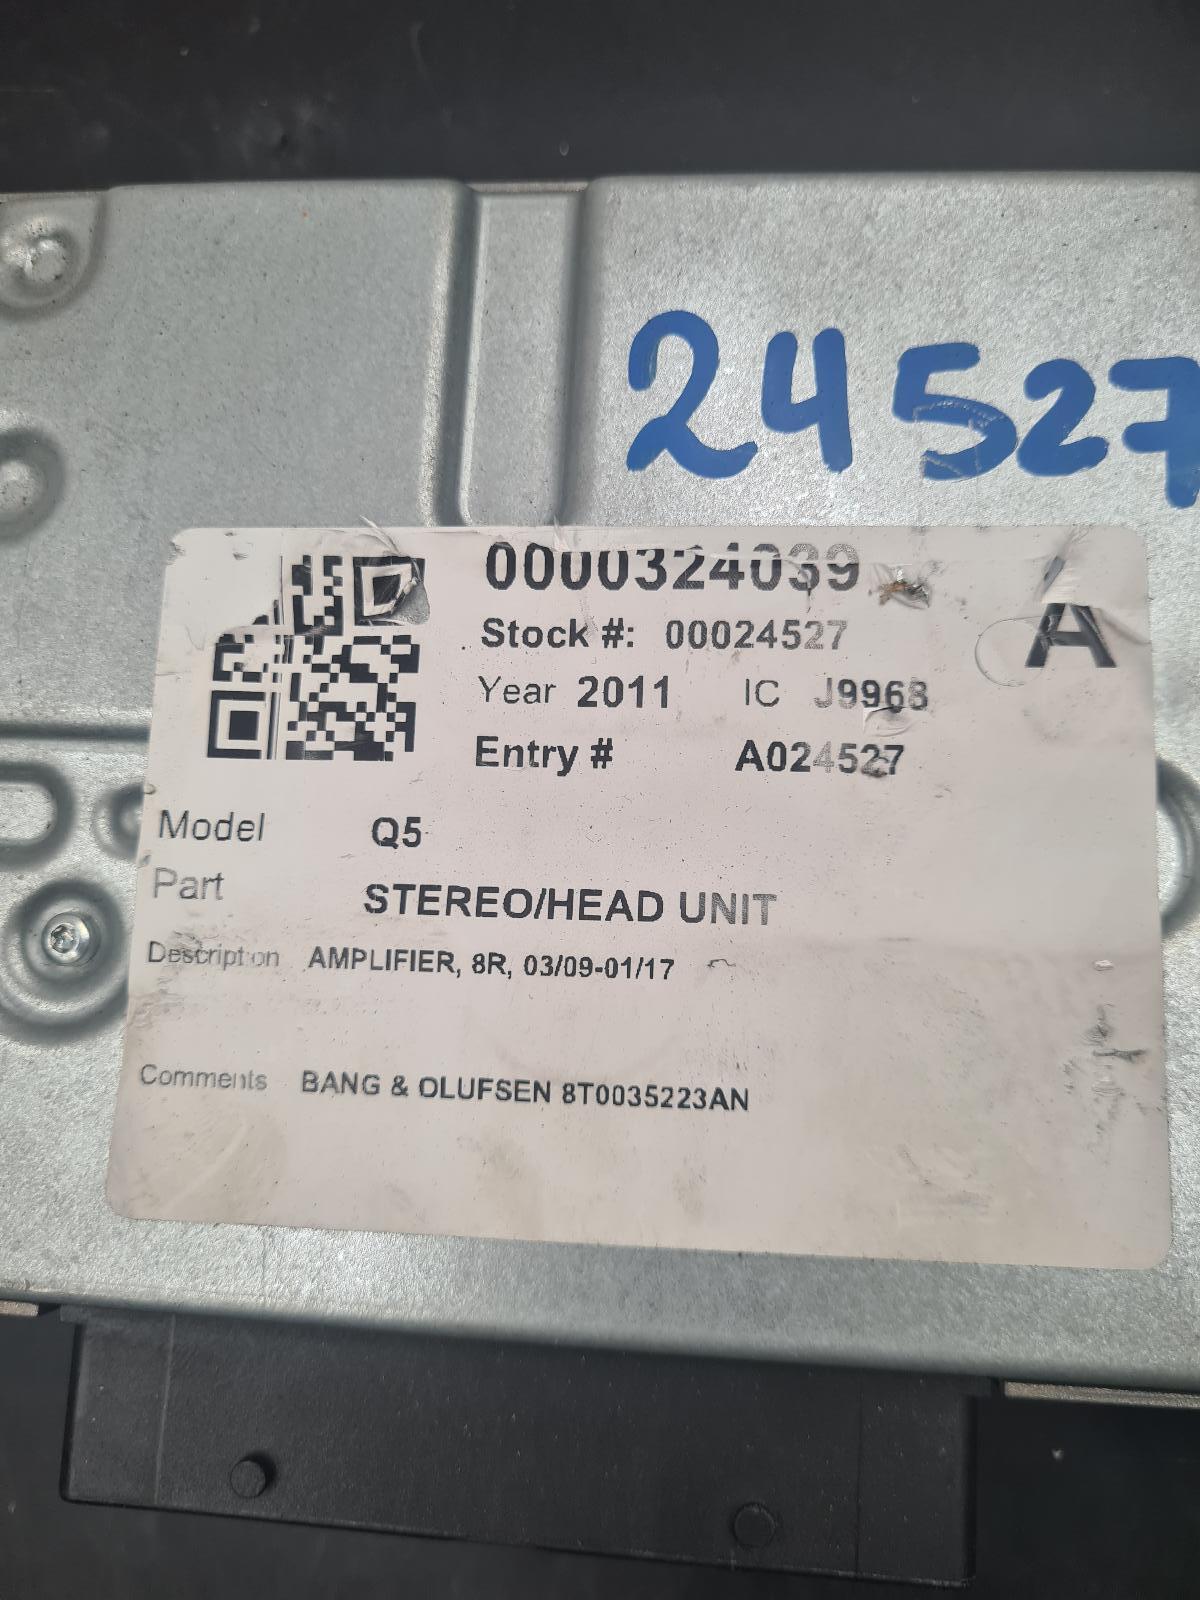 24527
0000324039
A
Stock #: 00024527
Year 2011 IC J9968
Entry # A024527
Model Q5
Part STEREO/HEAD UNIT
Description AMPLIFIER, 8R, 03/09-01/17
Comments BANG & OLUFSEN 8T0035223AN